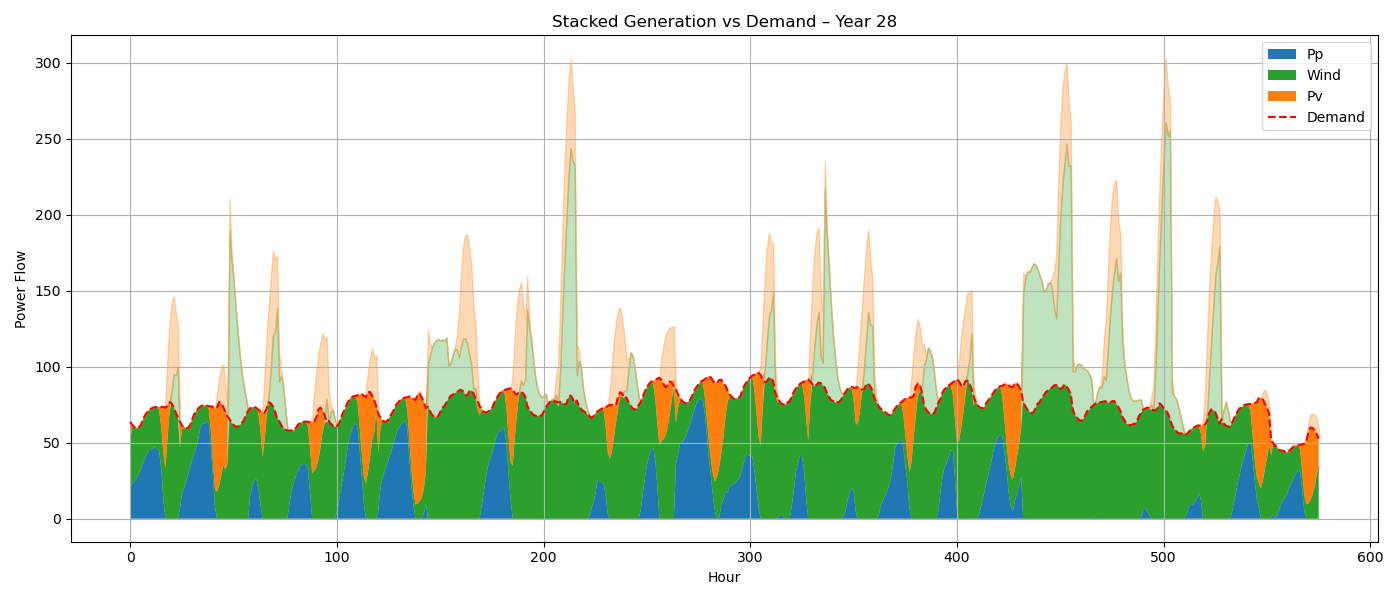 Stacked Generation vs Demand – Year 28
Power Flow
300
250
200
150
100
50
0
Pp
Wind
Pv
Demand
0 100 200 300 400 500 600
Hour